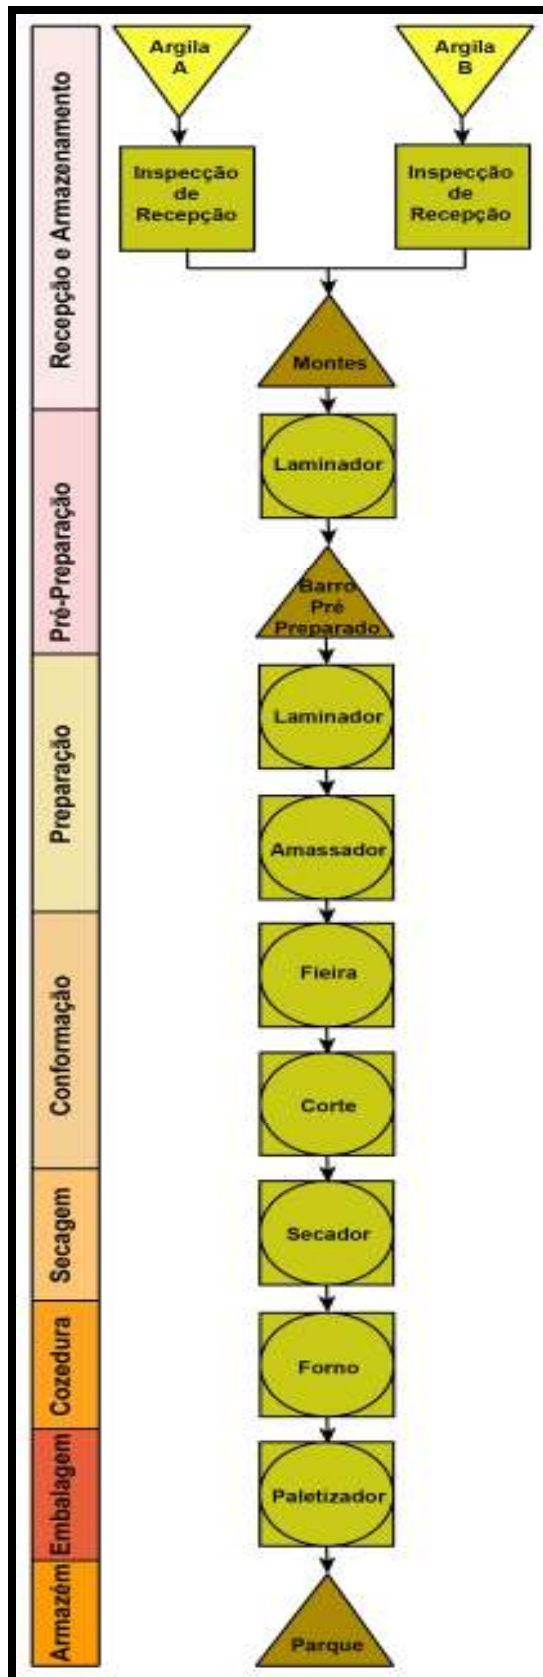 Argila
A
Argila
B
Inspecção
de
Recepção
Inspecção
de
Recepção
Recepção e Armazenamento
Montes
Laminador
Pré-Preparação
Barro
Pré
Preparado
Laminador
Preparação
Amassador
Fieira
Conformação
Corte
Secagem
Secador
Cozedura
Forno
Embalagem
Paletizador
Armazém
Parque